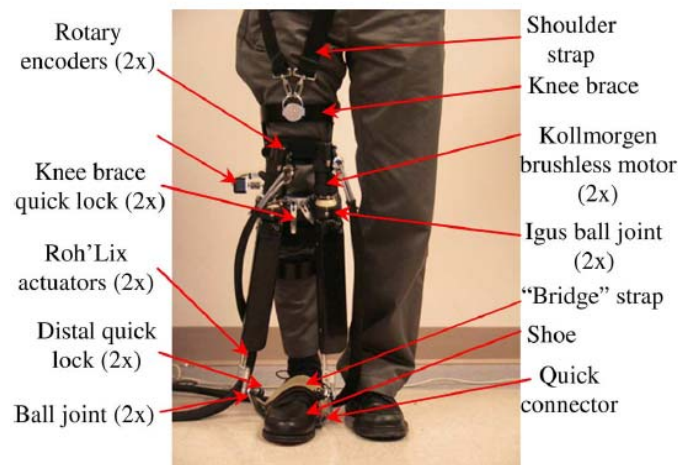 Rotary
encoders (2x)
Knee brace
quick lock (2x)
Roh'Lix
actuators (2x)
Distal quick
lock (2x)
Ball joint (2x)
Shoulder
strap
Knee brace
Kollmorgen
brushless motor
(2x)
Igus ball joint
(2x)
“Bridge” strap
Shoe
Quick
connector